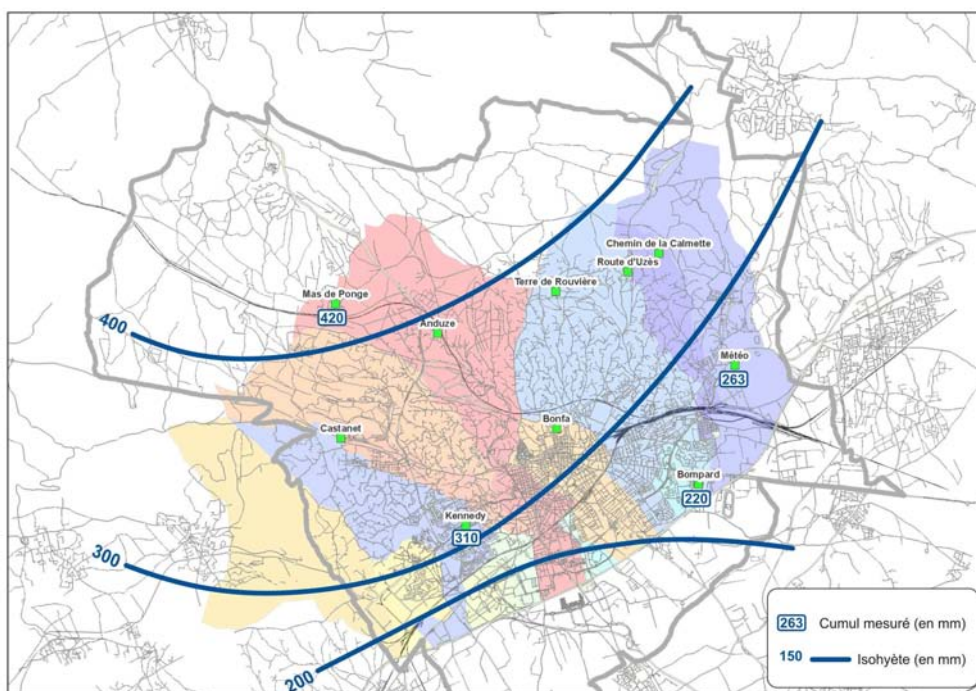 Chemin de la Calmette
Route d'Uzès
Terre de Rouvière
Mas de Ponge
420
Anduze
400
Météo
263
Bonfa
Castanet
Bompard
220
Kennedy
310
300
200
263 Cumul mesuré (en mm)
150 Isohyète (en mm)